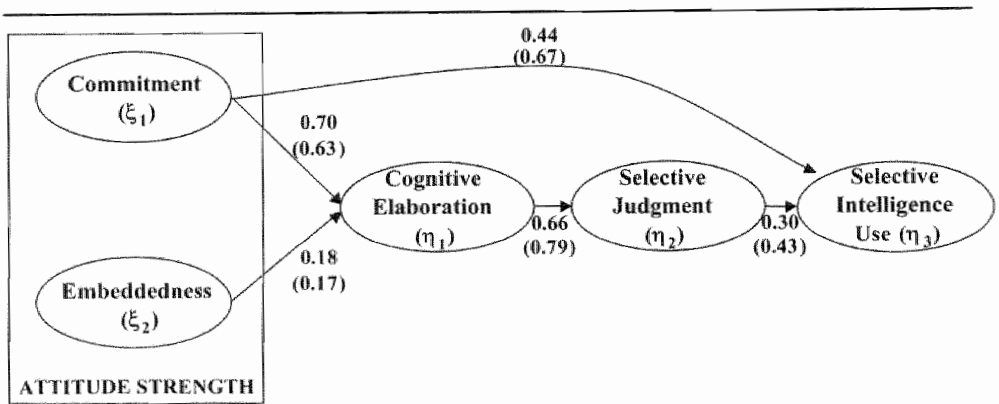 0.44
(0.67)
Commitment
(ξ₁)
0.70
(0.63)
Cognitive
Elaboration
(η₁)
Selective
Judgment
(η₂)
Selective
Intelligence
Use (η₃)
0.66
(0.79)
0.30
(0.43)
0.18
(0.17)
Embeddedness
(ξ₂)
ATTITUDE STRENGTH